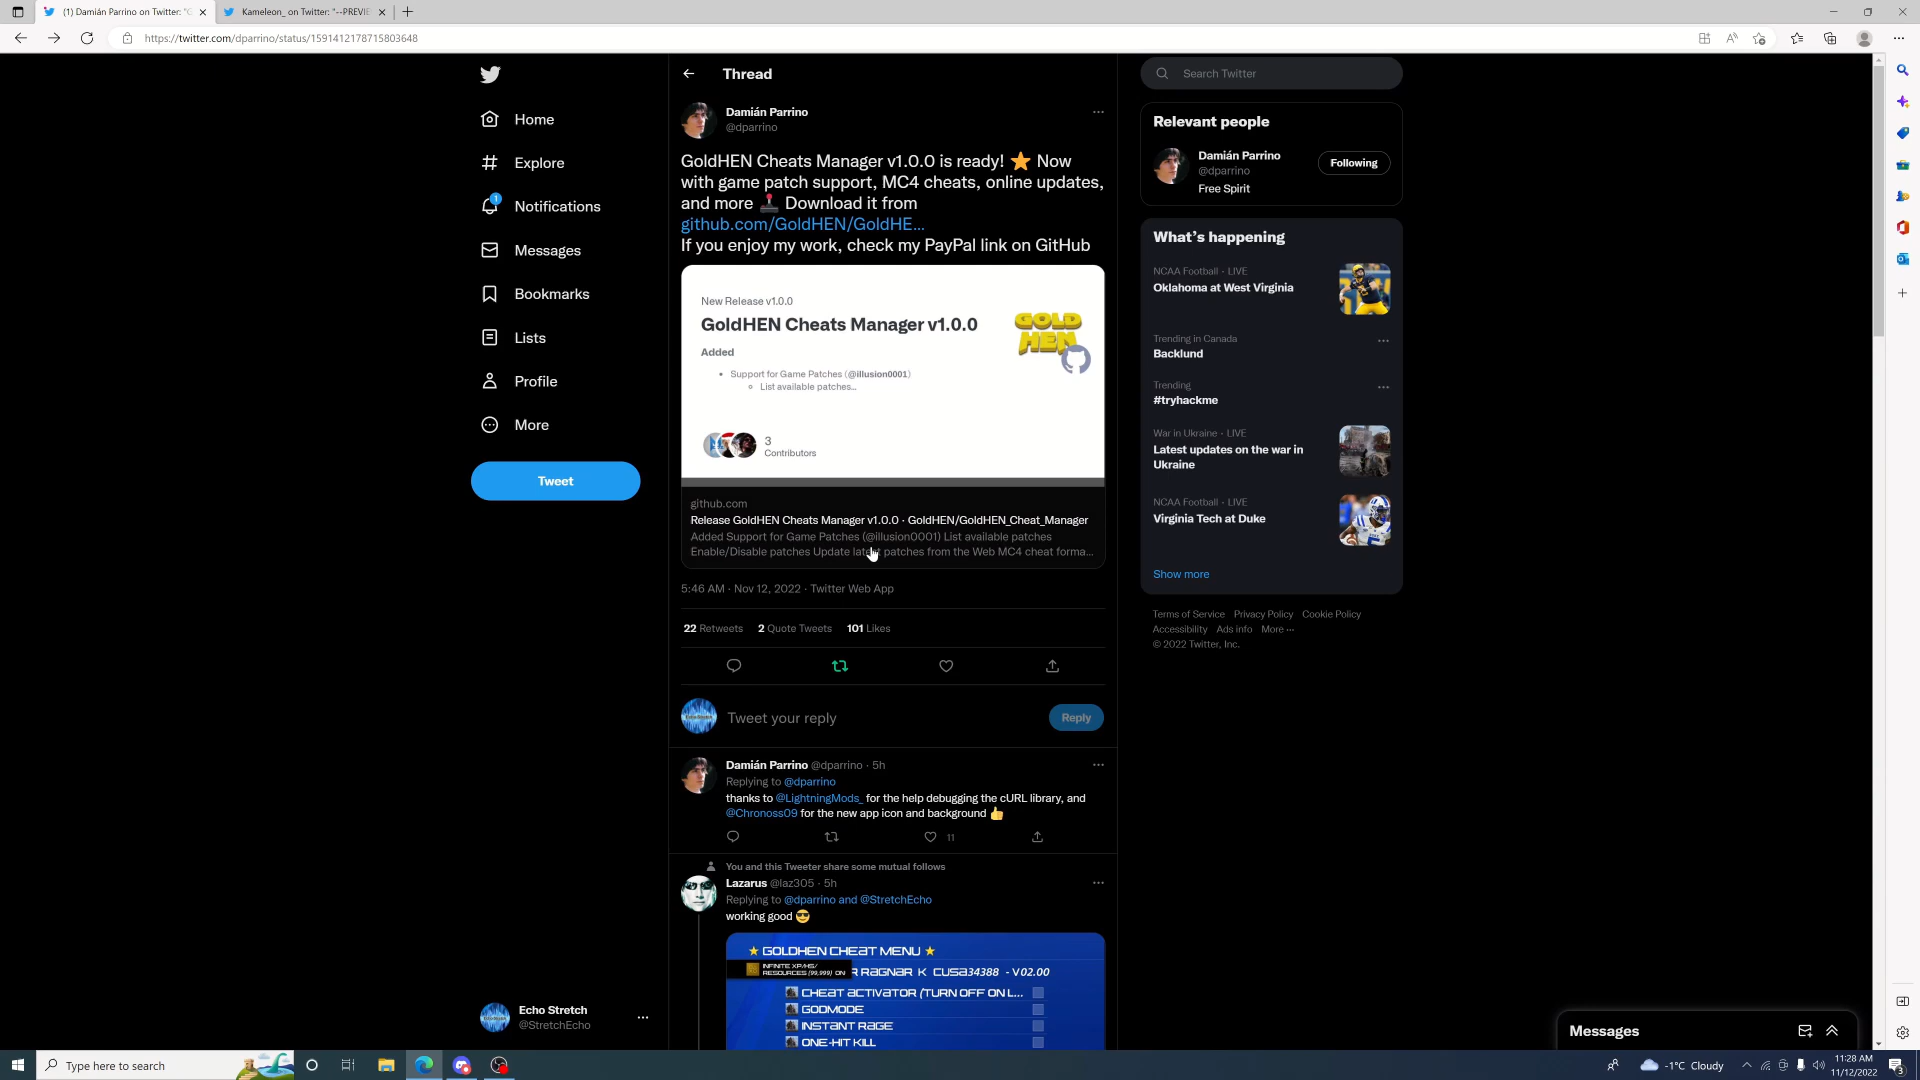 (1) Damián Parrino on Twitter: "G
Kameleon_ on Twitter: "--PREVIE
https://twitter.com/dparrino/status/1591412178715803648
Home
Explore
1
Notifications
Messages
Bookmarks
Lists
Profile
More
Tweet
Echo Stretch
@StretchEcho
Thread
Damián Parrino
@dparrino
GoldHEN Cheats Manager v1.0.0 is ready! ⭐ Now
with game patch support, MC4 cheats, online updates,
and more 🕹️ Download it from
github.com/GoldHEN/GoldHE...
If you enjoy my work, check my PayPal link on GitHub
New Release v1.0.0
GoldHEN Cheats Manager v1.0.0
GOLD
HEN
Added
• Support for Game Patches (@illusion0001)
List available patches...
3
Contributors
github.com
Release GoldHEN Cheats Manager v1.0.0 · GoldHEN/GoldHEN_Cheat_Manager
Added Support for Game Patches (@illusion0001) List available patches
Enable/Disable patches Update latest patches from the Web MC4 cheat forma...
5:46 AM · Nov 12, 2022 · Twitter Web App
22 Retweets 2 Quote Tweets 101 Likes
Tweet your reply
Reply
Damián Parrino @dparrino · 5h
Replying to @dparrino
thanks to @LightningMods_ for the help debugging the cURL library, and
@Chronoss09 for the new app icon and background 👍
11
You and this Tweeter share some mutual follows
Lazarus @laz305 · 5h
Replying to @dparrino and @StretchEcho
working good 😎
★ GOLDHEN CHEAT MENU ★
INFINITE XP/HS/
RESOURCES (99,999) ON
R RAGNAR K CUSA34388 - V02.00
CHEAT ACTIVATOR (TURN OFF ON L...
GODMODE
INSTANT RAGE
ONE-HIT KILL
Search Twitter
Relevant people
Damián Parrino
@dparrino
Free Spirit
Following
What's happening
NCAA Football · LIVE
Oklahoma at West Virginia
Trending in Canada
Backlund
Trending
#tryhackme
War in Ukraine · LIVE
Latest updates on the war in
Ukraine
NCAA Football · LIVE
Virginia Tech at Duke
Show more
Terms of Service Privacy Policy Cookie Policy
Accessibility Ads info More ···
© 2022 Twitter, Inc.
Messages
Type here to search
-1°C Cloudy
11:28 AM
11/12/2022
3